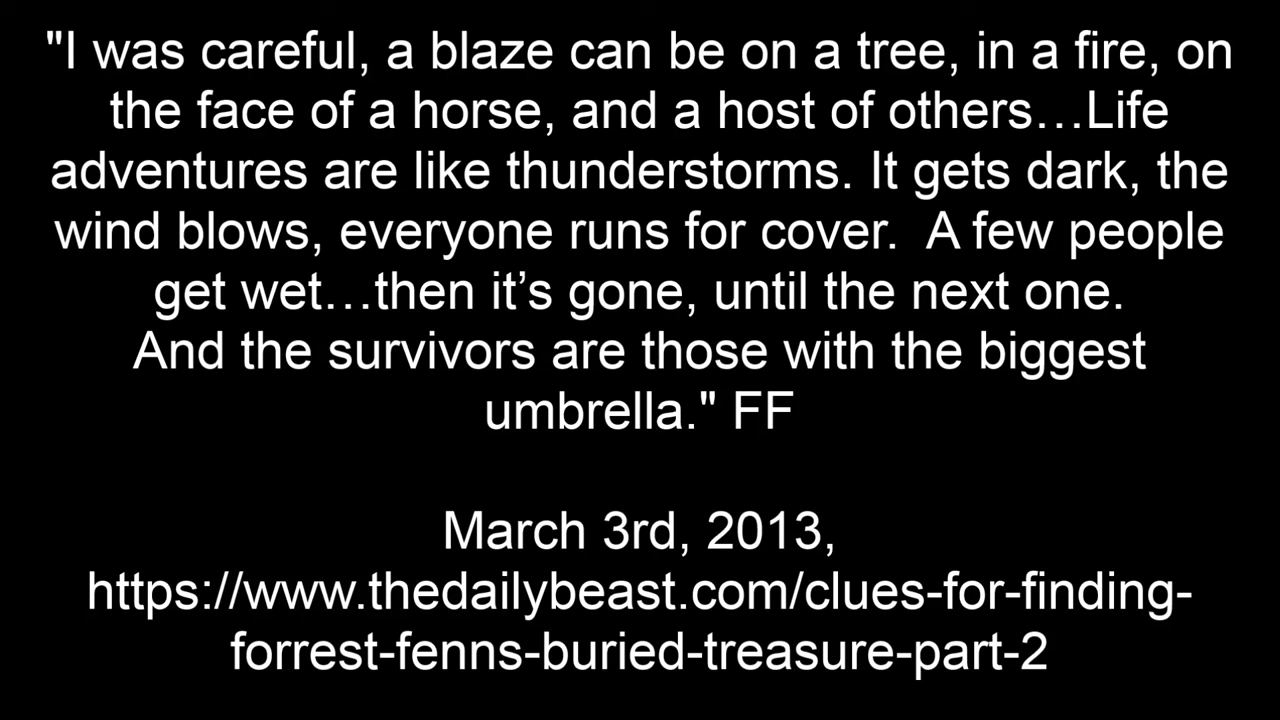 "I was careful, a blaze can be on a tree, in a fire, on
the face of a horse, and a host of others…Life
adventures are like thunderstorms. It gets dark, the
wind blows, everyone runs for cover.  A few people
get wet…then it’s gone, until the next one.
And the survivors are those with the biggest
umbrella." FF
March 3rd, 2013,
https://www.thedailybeast.com/clues-for-finding-
forrest-fenns-buried-treasure-part-2